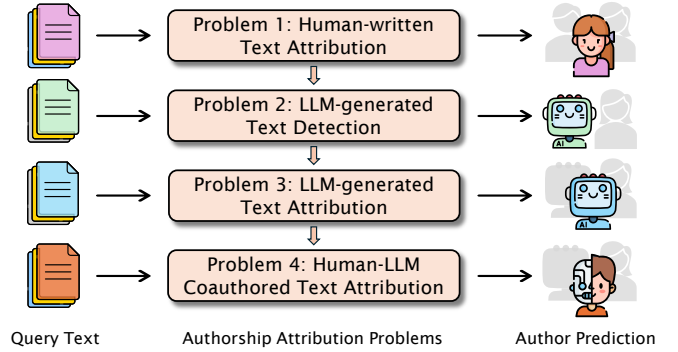 Problem 1: Human-written
Text Attribution
Problem 2: LLM-generated
Text Detection
AI
Problem 3: LLM-generated
Text Attribution
AI
Problem 4: Human-LLM
Coauthored Text Attribution
Query Text
Authorship Attribution Problems
Author Prediction